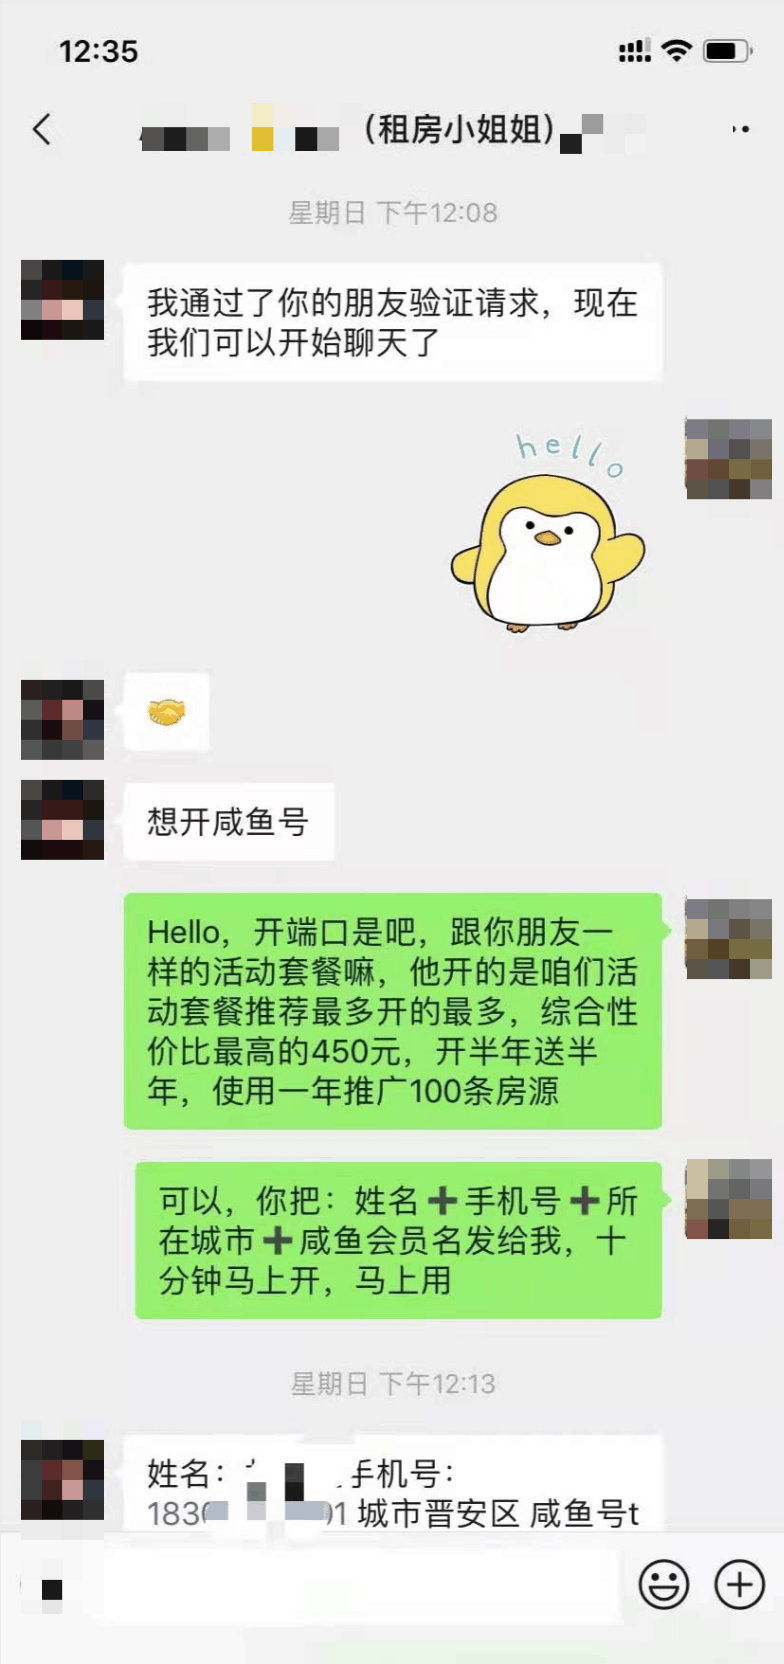 12:35
（租房小姐姐）
星期日 下午12:08
我通过了你的朋友验证请求，现在
我们可以开始聊天了
hello
想开咸鱼号
Hello，开端口是吧，跟你朋友一
样的活动套餐嘛，他开的是咱们活
动套餐推荐最多开的最多，综合性
价比最高的450元，开半年送半
年，使用一年推广100条房源
可以，你把：姓名➕手机号➕所
在城市➕咸鱼会员名发给我，十
分钟马上开，马上用
星期日 下午12:13
姓名： 手机号：
183 01 城市晋安区 咸鱼号t